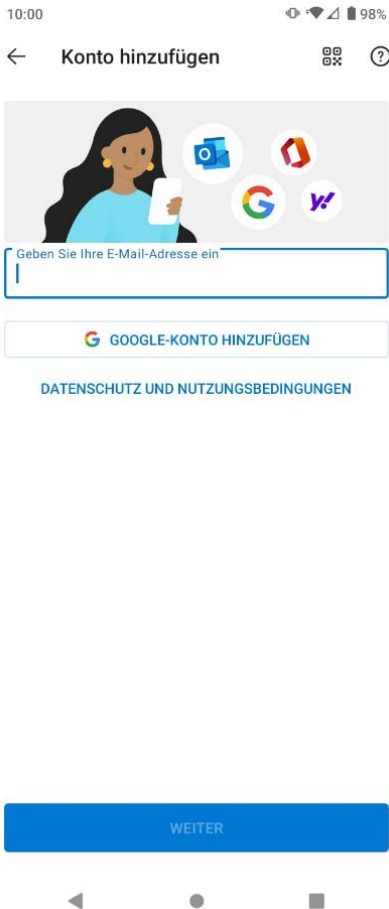 10:00
98%
Konto hinzufügen
Geben Sie Ihre E-Mail-Adresse ein
GOOGLE-KONTO HINZUFÜGEN
DATENSCHUTZ UND NUTZUNGSBEDINGUNGEN
WEITER